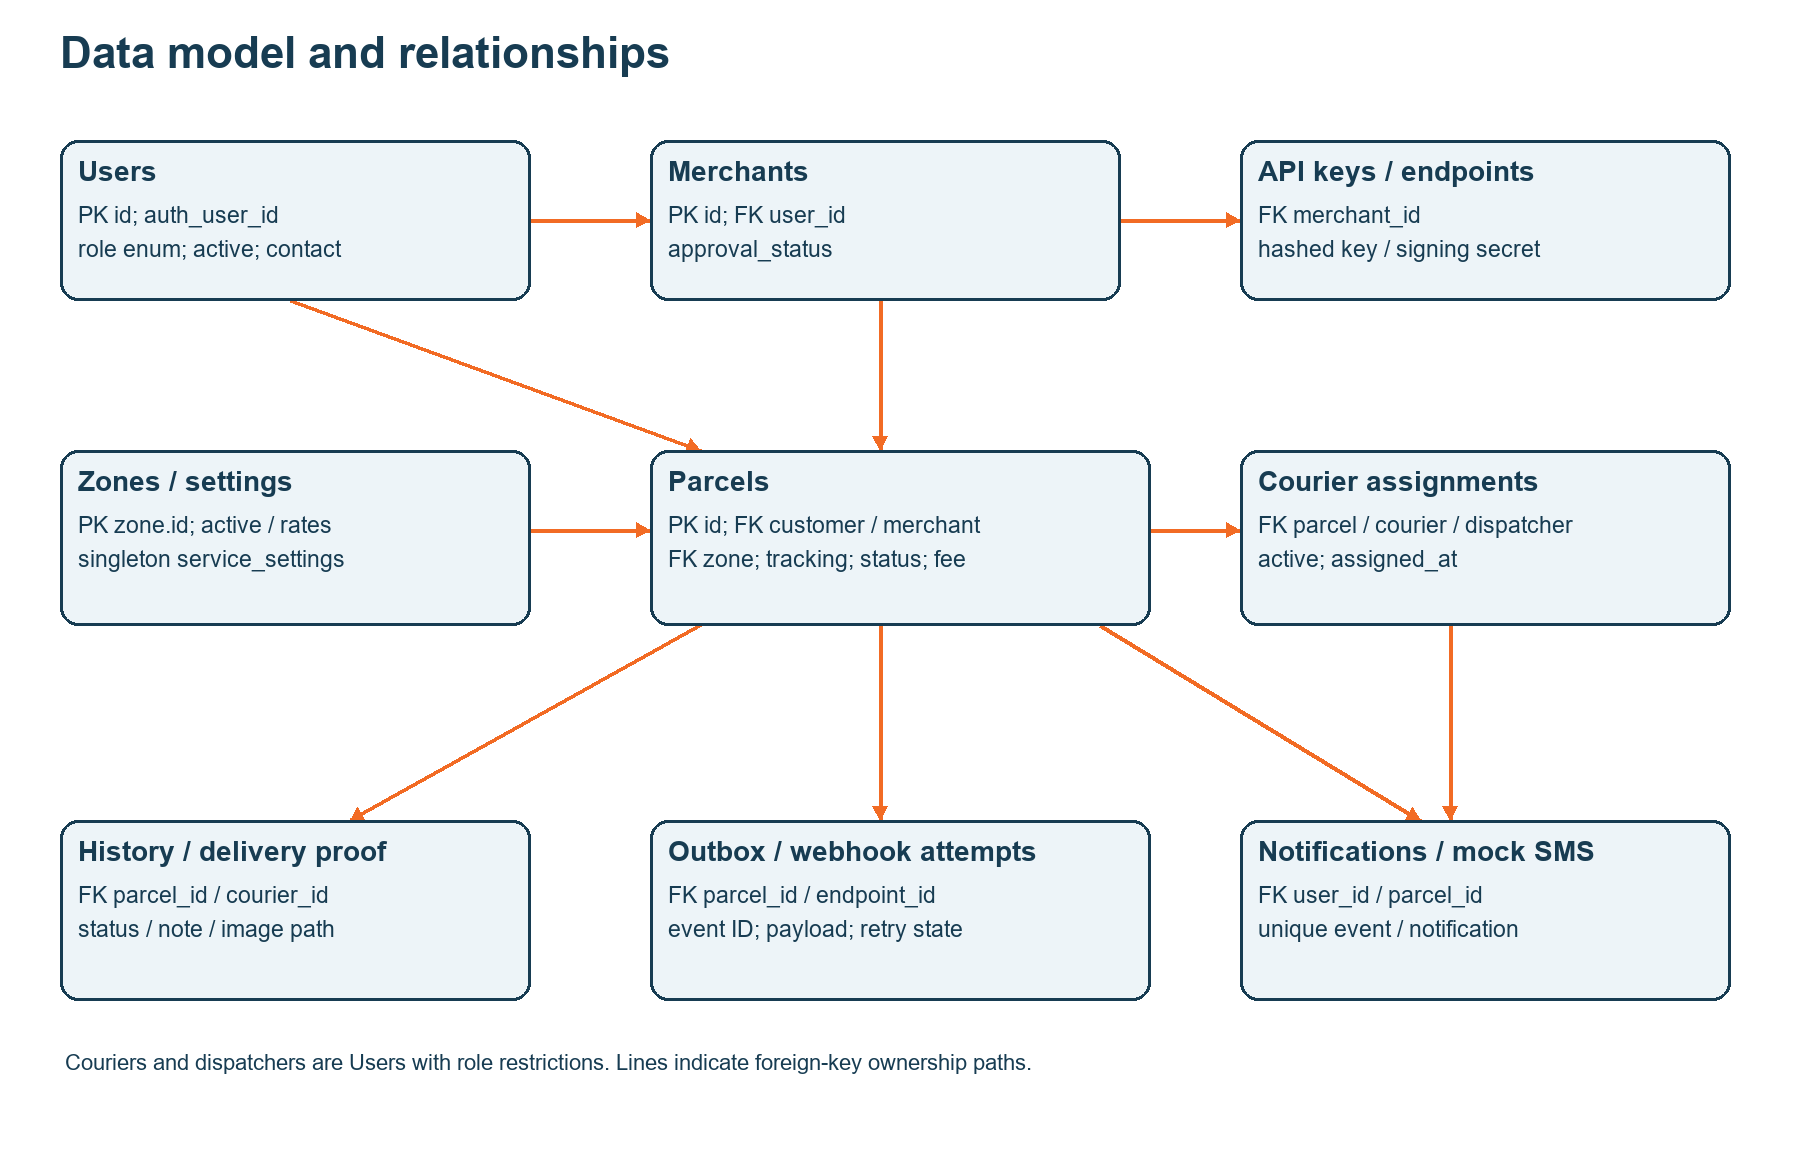 Data model and relationships
Users
PK id; auth_user_id
role enum; active; contact
Merchants
PK id; FK user_id
approval_status
API keys / endpoints
FK merchant_id
hashed key / signing secret
Zones / settings
PK zone.id; active / rates
singleton service_settings
Parcels
PK id; FK customer / merchant
FK zone; tracking; status; fee
Courier assignments
FK parcel / courier / dispatcher
active; assigned_at
History / delivery proof
FK parcel_id / courier_id
status / note / image path
Outbox / webhook attempts
FK parcel_id / endpoint_id
event ID; payload; retry state
Notifications / mock SMS
FK user_id / parcel_id
unique event / notification
Couriers and dispatchers are Users with role restrictions. Lines indicate foreign-key ownership paths.